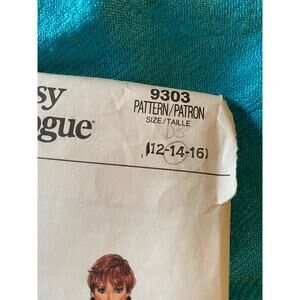 sy
ogue®
9303
PATTERN/PATRON
SIZE/TAILLE
(12-14-16)